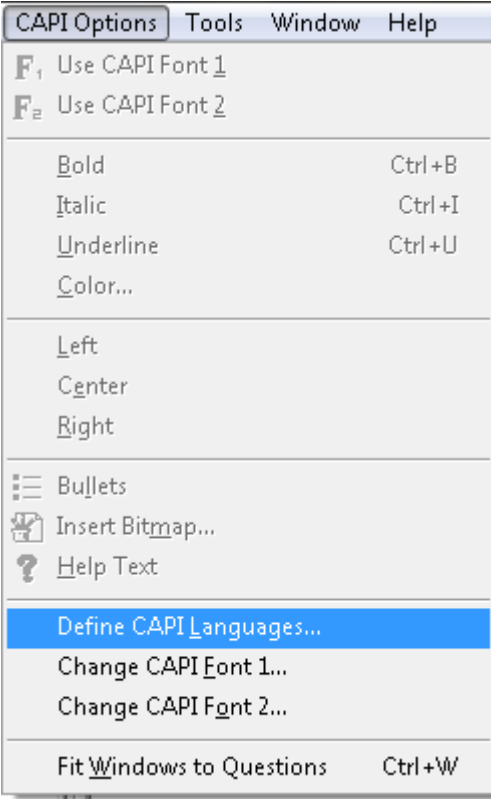 CAPI Options Tools Window Help
F1 Use CAPI Font 1
F2 Use CAPI Font 2
Bold Ctrl+B
Italic Ctrl+I
Underline Ctrl+U
Color...
Left
Center
Right
Bullets
Insert Bitmap...
? Help Text
Define CAPI Languages...
Change CAPI Font 1...
Change CAPI Font 2...
Fit Windows to Questions Ctrl+W